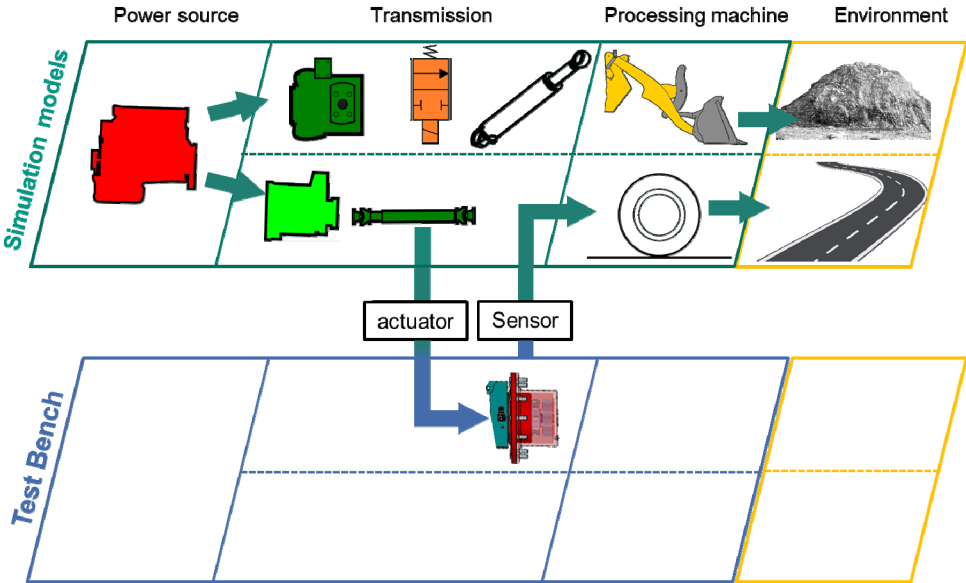 Power source
Transmission
Processing machine
Environment
Simulation models
actuator
Sensor
Test Bench